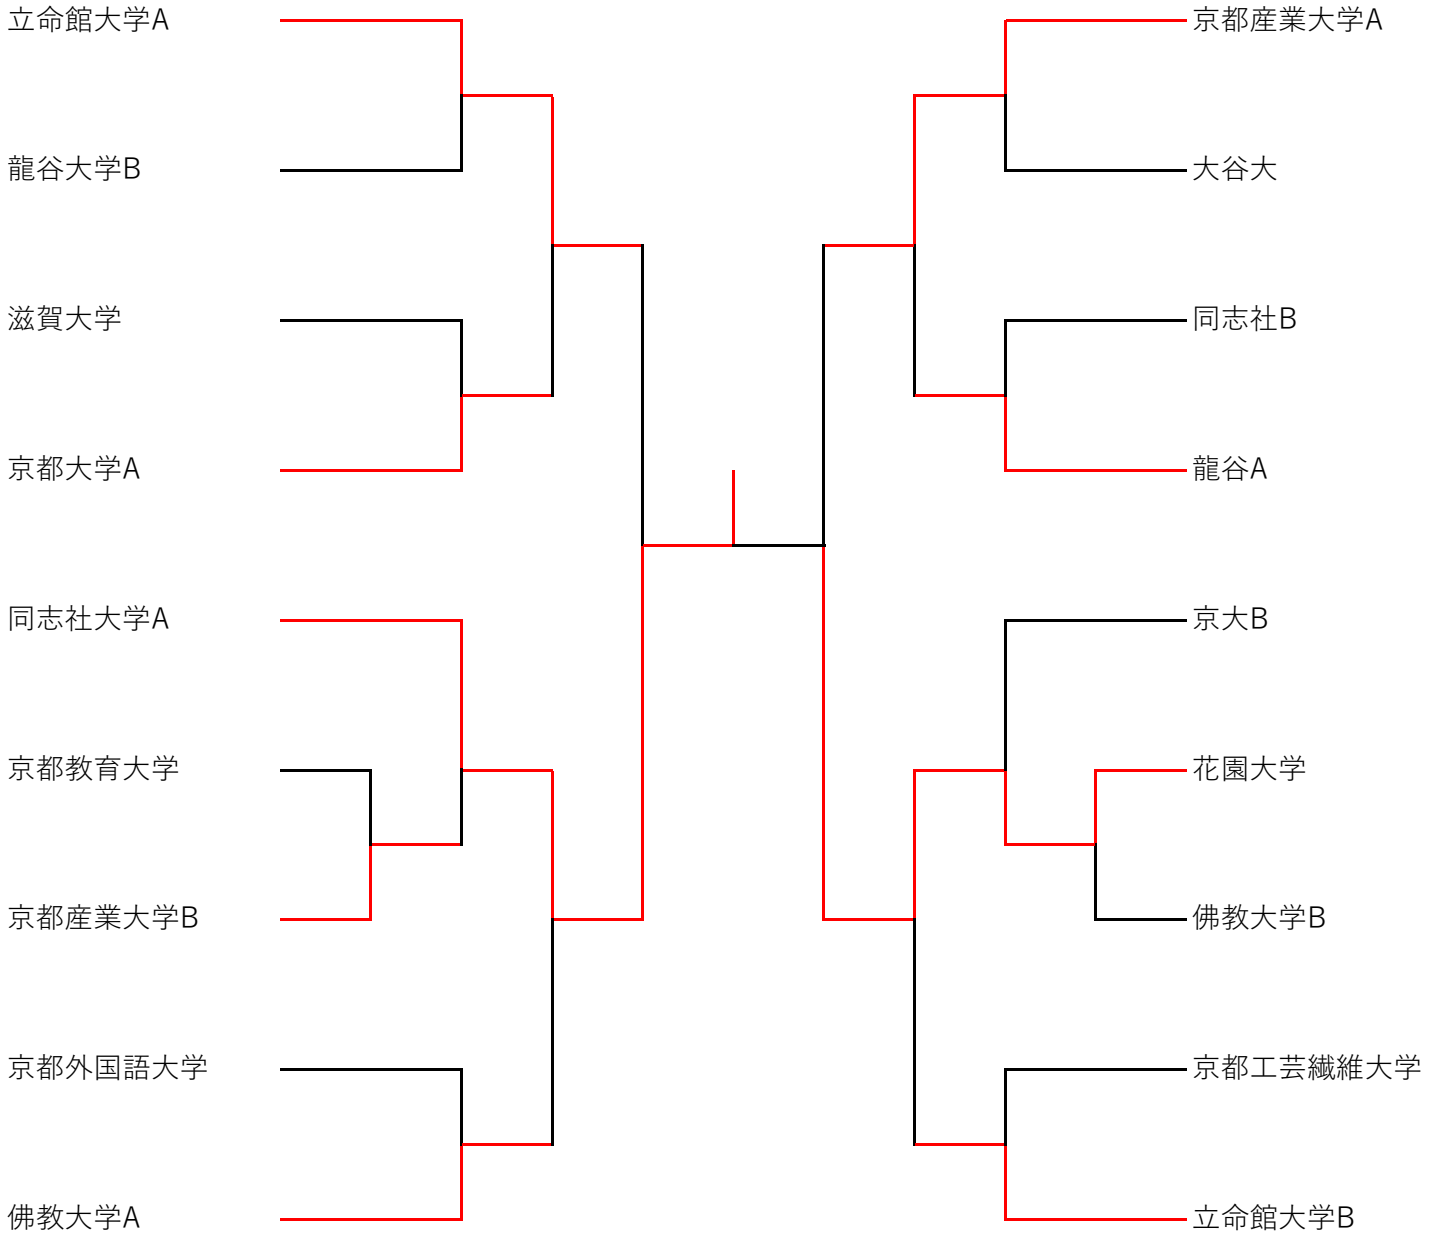 立命館大学A
龍谷大学B
滋賀大学
京都大学A
同志社大学A
京都教育大学
京都産業大学B
京都外国語大学
佛教大学A
京都産業大学A
大谷大
同志社B
龍谷A
京大B
花園大学
佛教大学B
京都工芸繊維大学
立命館大学B